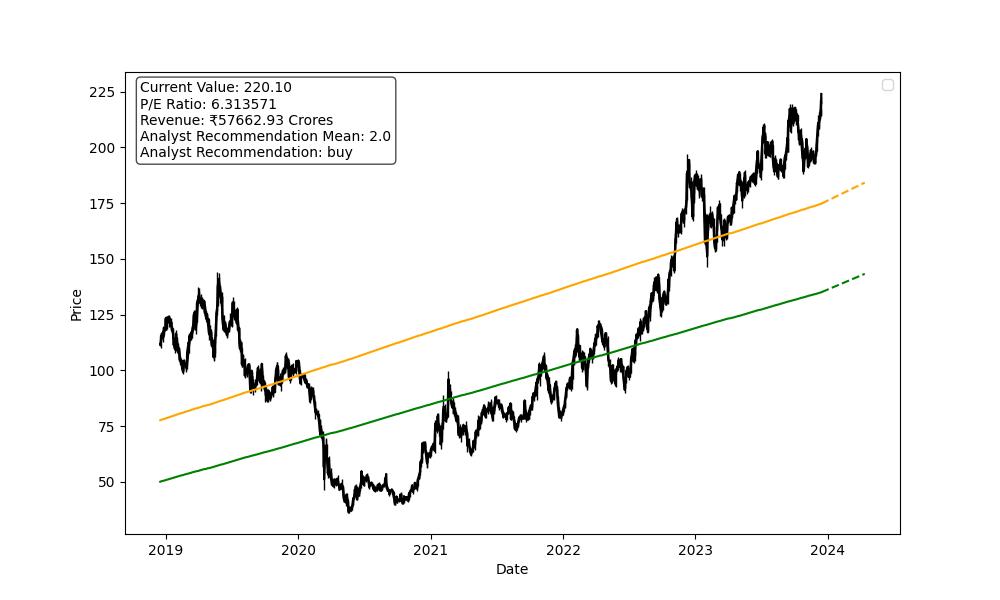 Current Value: 220.10
P/E Ratio: 6.313571
Revenue: ₹57662.93 Crores
Analyst Recommendation Mean: 2.0
Analyst Recommendation: buy
225
200
175
150
125
100
75
50
Price
2019 2020 2021 2022 2023 2024
Date